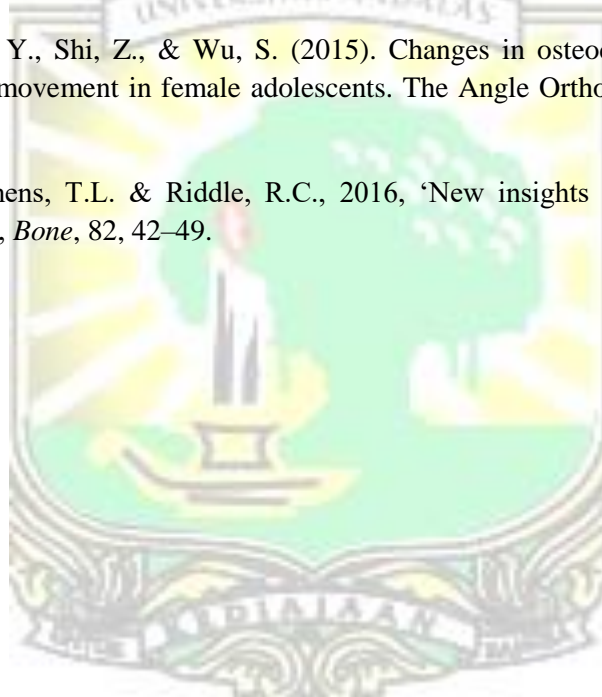 Y., Shi, Z., & Wu, S. (2015). Changes in osteoc
movement in female adolescents. The Angle Ortho
nens, T.L. & Riddle, R.C., 2016, ‘New insights
, Bone, 82, 42–49.
KEDJAJAAN